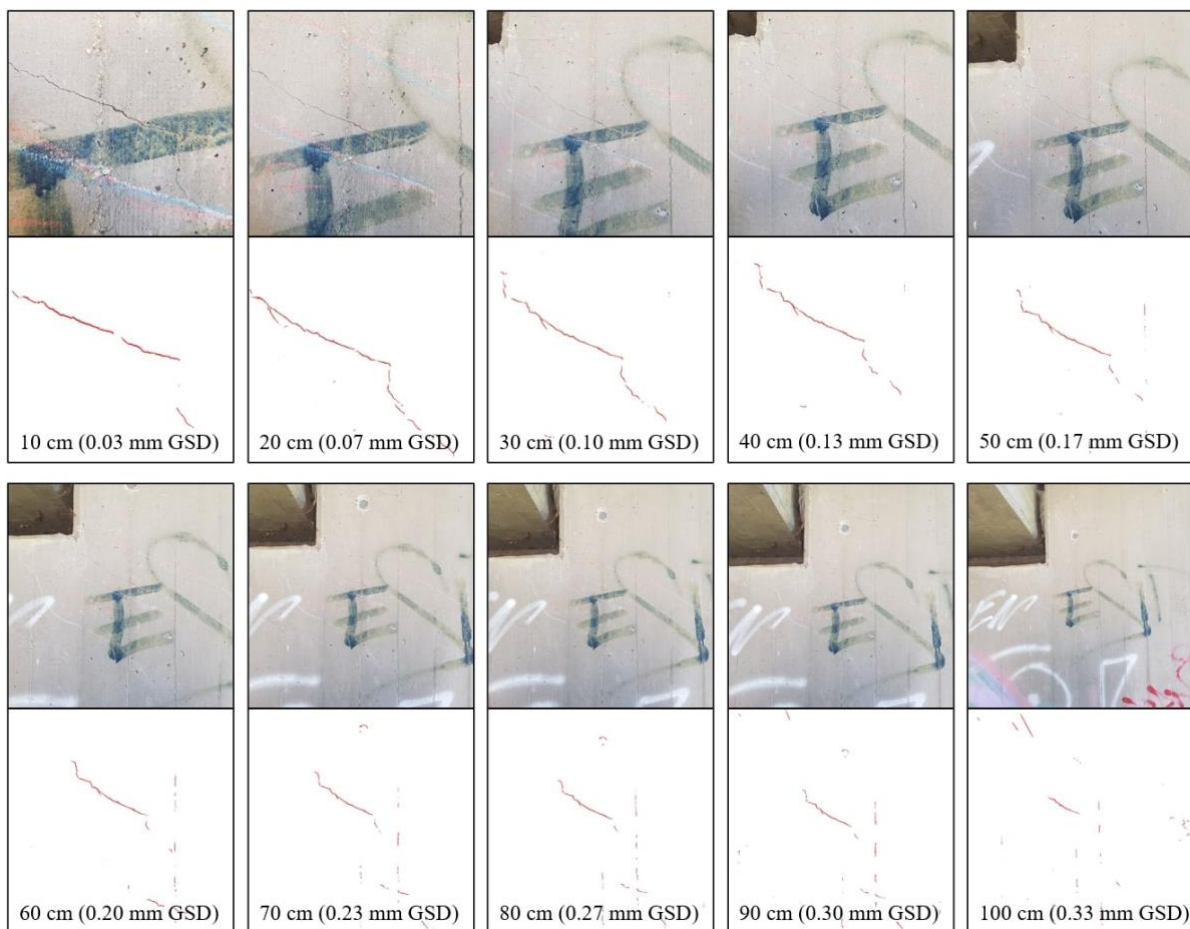 10 cm (0.03 mm GSD)
20 cm (0.07 mm GSD)
30 cm (0.10 mm GSD)
40 cm (0.13 mm GSD)
50 cm (0.17 mm GSD)
60 cm (0.20 mm GSD)
70 cm (0.23 mm GSD)
80 cm (0.27 mm GSD)
90 cm (0.30 mm GSD)
100 cm (0.33 mm GSD)